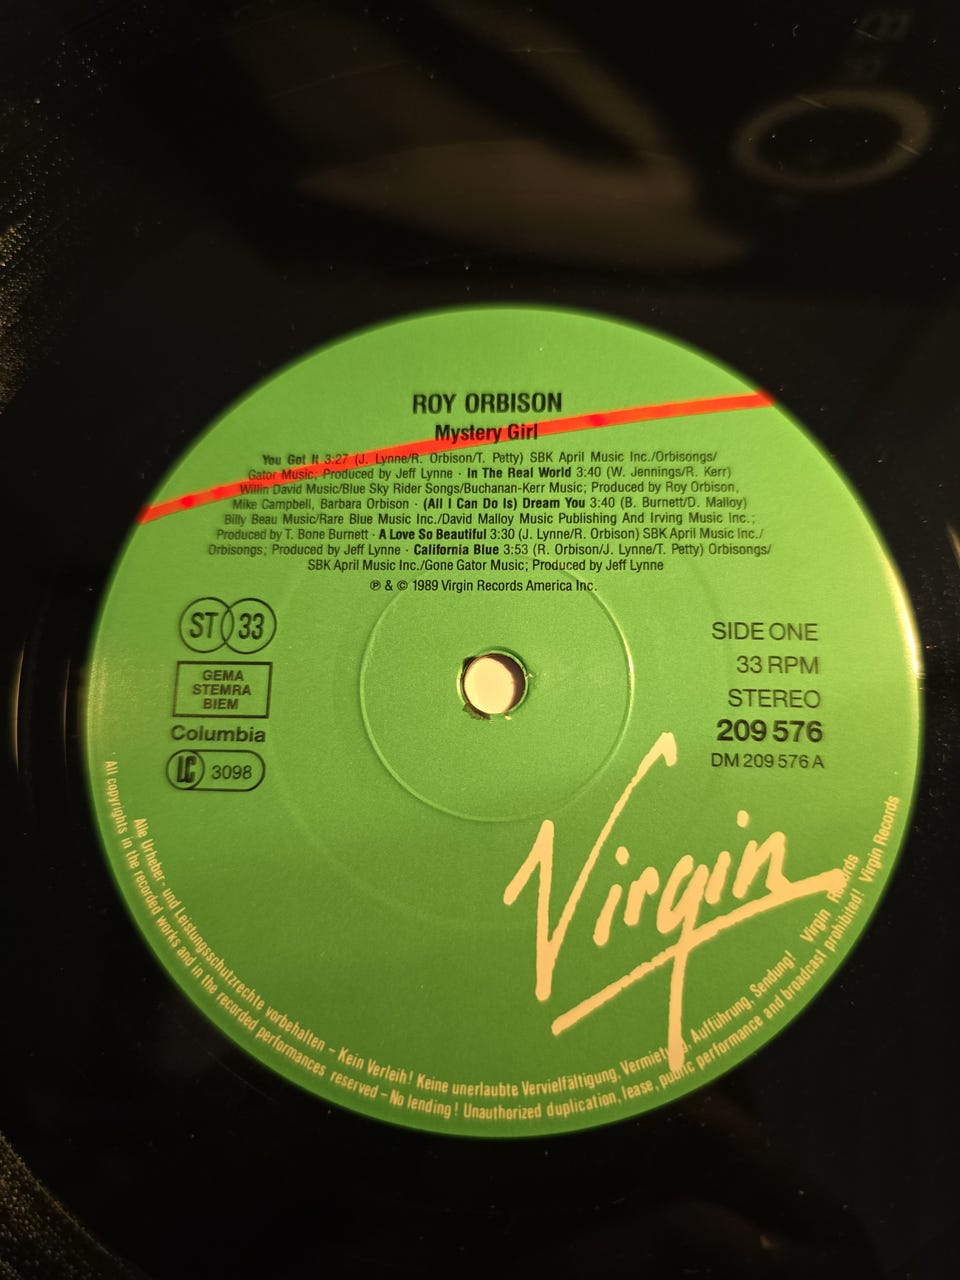 ROY ORBISON
Mystery Girl
You Got It 3:27 (J. Lynne/R. Orbison/T. Petty) SBK April Music Inc./Orbisongs/
Gator Music; Produced by Jeff Lynne · In The Real World 3:40 (W. Jennings/R. Kerr)
Willin David Music/Blue Sky Rider Songs/Buchanan-Kerr Music; Produced by Roy Orbison,
Mike Campbell, Barbara Orbison · (All I Can Do Is) Dream You 3:40 (B. Burnett/D. Malloy)
Billy Beau Music/Rare Blue Music Inc./David Malloy Music Publishing And Irving Music Inc.;
Produced by T. Bone Burnett · A Love So Beautiful 3:30 (J. Lynne/R. Orbison) SBK April Music Inc./
Orbisongs; Produced by Jeff Lynne · California Blue 3:53 (R. Orbison/J. Lynne/T. Petty) Orbisongs/
SBK April Music Inc./Gone Gator Music; Produced by Jeff Lynne
℗ & © 1989 Virgin Records America Inc.
ST 33
GEMA
STEMRA
BIEM
Columbia
LC 3098
SIDE ONE
33 RPM
STEREO
209 576
DM 209 576 A
Virgin
Alle Urheber- und Leistungsschutzrechte vorbehalten – Kein Verleih! Keine unerlaubte Vervielfältigung, Vermietung, Aufführung, Sendung! Virgin Records
All copyrights in the recorded works and in the recorded performances reserved – No lending! Unauthorized duplication, lease, public performance and broadcast prohibited! Virgin Records